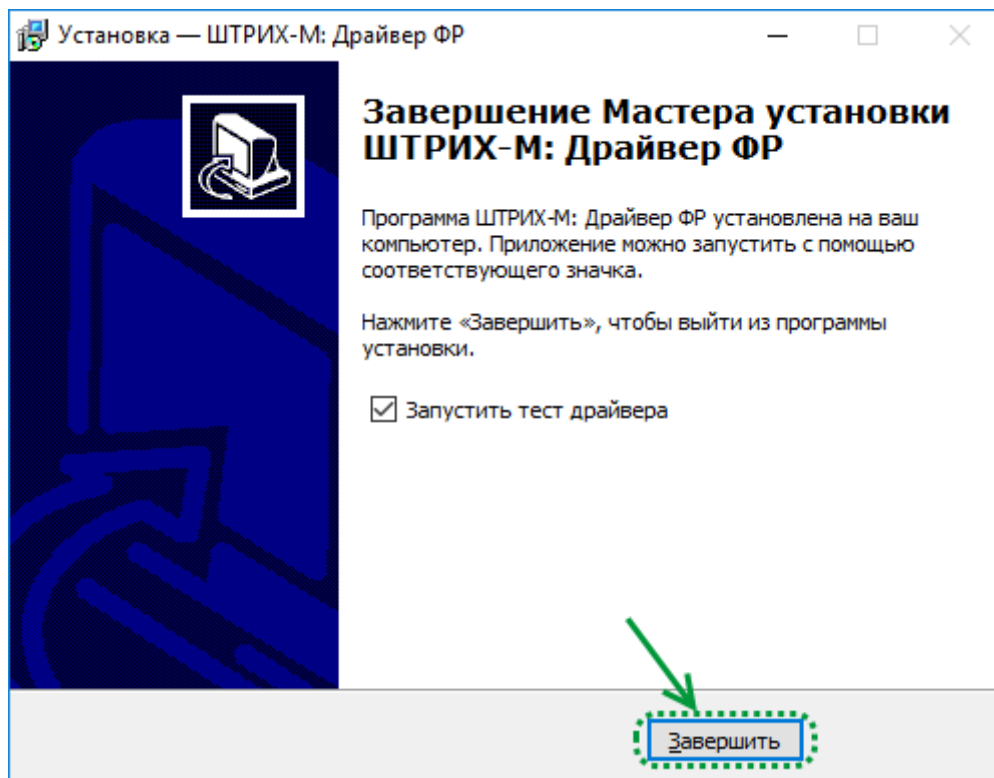 Установка — ШТРИХ-М: Драйвер ФР
Завершение Мастера установки
ШТРИХ-М: Драйвер ФР
Программа ШТРИХ-М: Драйвер ФР установлена на ваш
компьютер. Приложение можно запустить с помощью
соответствующего значка.
Нажмите «Завершить», чтобы выйти из программы
установки.
Запустить тест драйвера
Завершить